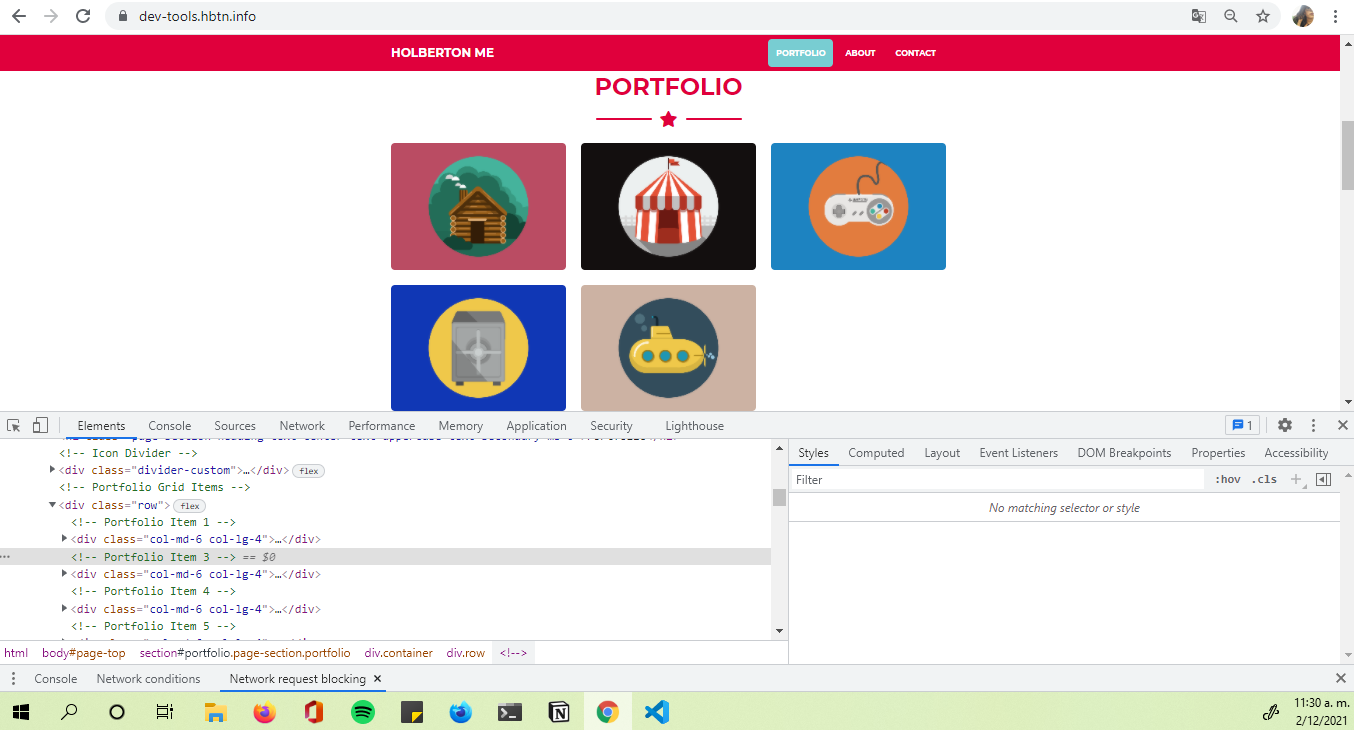 dev-tools.hbtn.info
HOLBERTON ME PORTFOLIO ABOUT CONTACT
PORTFOLIO
Elements Console Sources Network Performance Memory Application Security Lighthouse 1
<!-- Icon Divider -->
<div class="divider-custom">…</div> flex
<!-- Portfolio Grid Items -->
<div class="row"> flex
<!-- Portfolio Item 1 -->
<div class="col-md-6 col-lg-4">…</div>
<!-- Portfolio Item 3 --> == $0
<div class="col-md-6 col-lg-4">…</div>
<!-- Portfolio Item 4 -->
<div class="col-md-6 col-lg-4">…</div>
<!-- Portfolio Item 5 -->
html body#page-top section#portfolio.page-section.portfolio div.container div.row <!-->
Styles Computed Layout Event Listeners DOM Breakpoints Properties Accessibility
Filter :hov .cls
No matching selector or style
Console Network conditions Network request blocking
11:30 a. m.
2/12/2021